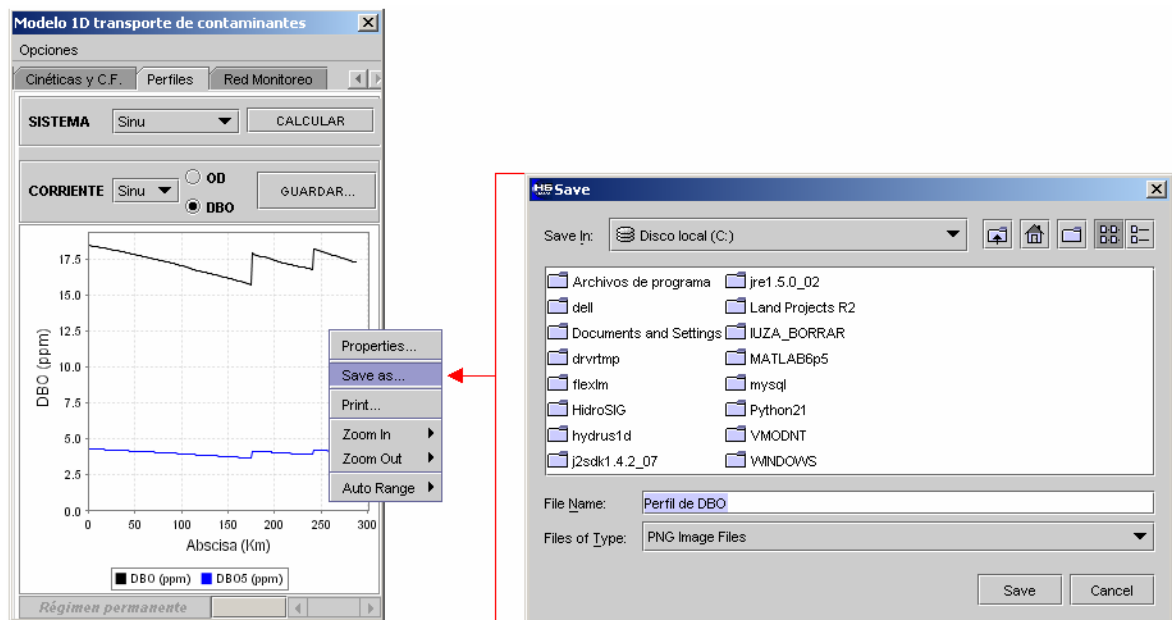 Modelo 1D transporte de contaminantes
Opciones
Cinéticas y C.F. Perfiles Red Monitoreo
SISTEMA Sinu CALCULAR
CORRIENTE Sinu OD DBO GUARDAR...
17.5
15.0
12.5
10.0
7.5
5.0
2.5
0.0
DBO (ppm)
0 50 100 150 200 250 300
Abscisa (Km)
DBO (ppm) DBO5 (ppm)
Régimen permanente
Properties...
Save as...
Print...
Zoom In
Zoom Out
Auto Range
Save
Save In: Disco local (C:)
Archivos de programa jre1.5.0_02
dell Land Projects R2
Documents and Settings IUZA_BORRAR
drvrtmp MATLAB6p5
flexlm mysql
HidroSIG Python21
hydrus1d VMODNT
j2sdk1.4.2_07 WINDOWS
File Name: Perfil de DBO
Files of Type: PNG Image Files
Save Cancel